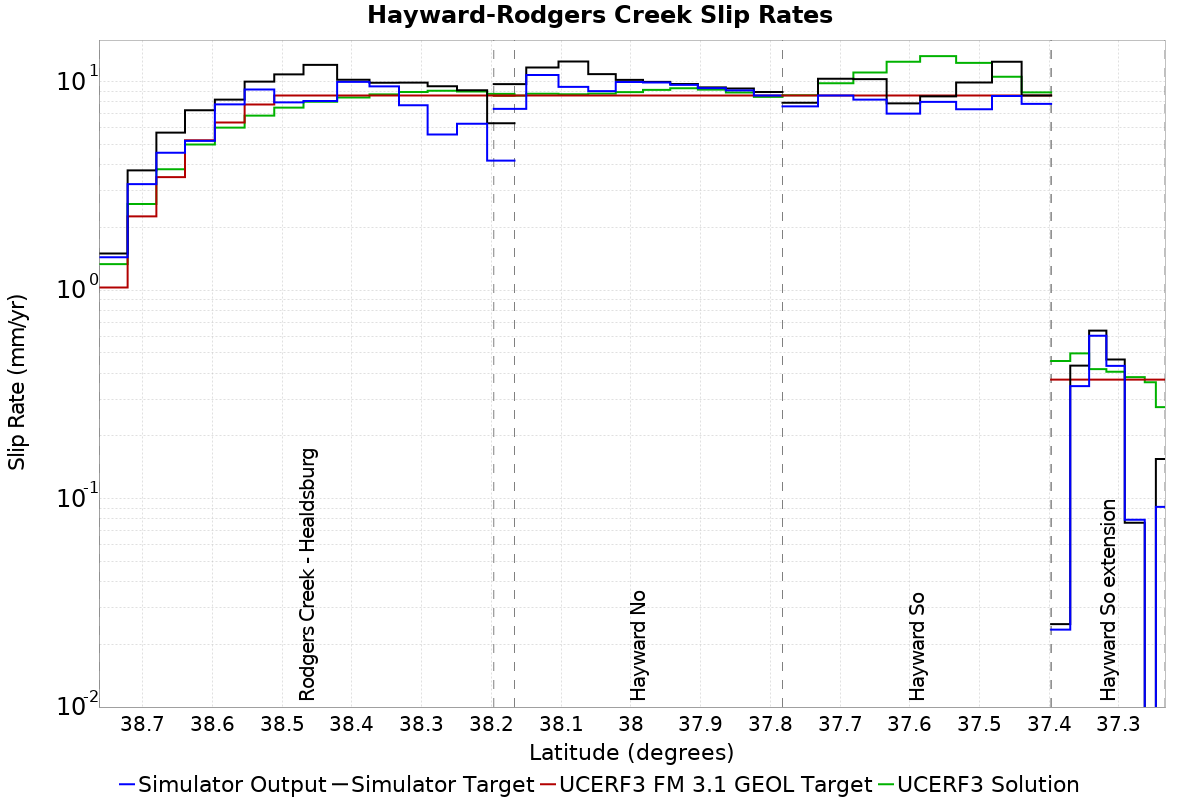 Hayward-Rodgers Creek Slip Rates
Slip Rate (mm/yr)
10^1
10^0
10^-1
10^-2
Rodgers Creek - Healdsburg
Hayward No
Hayward So
Hayward So extension
38.7 38.6 38.5 38.4 38.3 38.2 38.1 38 37.9 37.8 37.7 37.6 37.5 37.4 37.3
Latitude (degrees)
Simulator Output Simulator Target UCERF3 FM 3.1 GEOL Target UCERF3 Solution